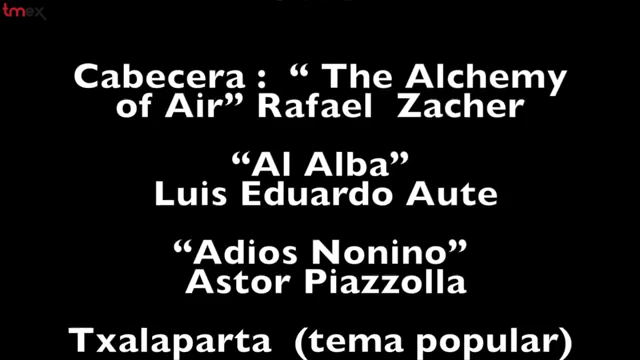 tmex
Cabecera : “ The Alchemy
of Air” Rafael Zacher
“Al Alba”
Luis Eduardo Aute
“Adios Nonino”
Astor Piazzolla
Txalaparta (tema popular)